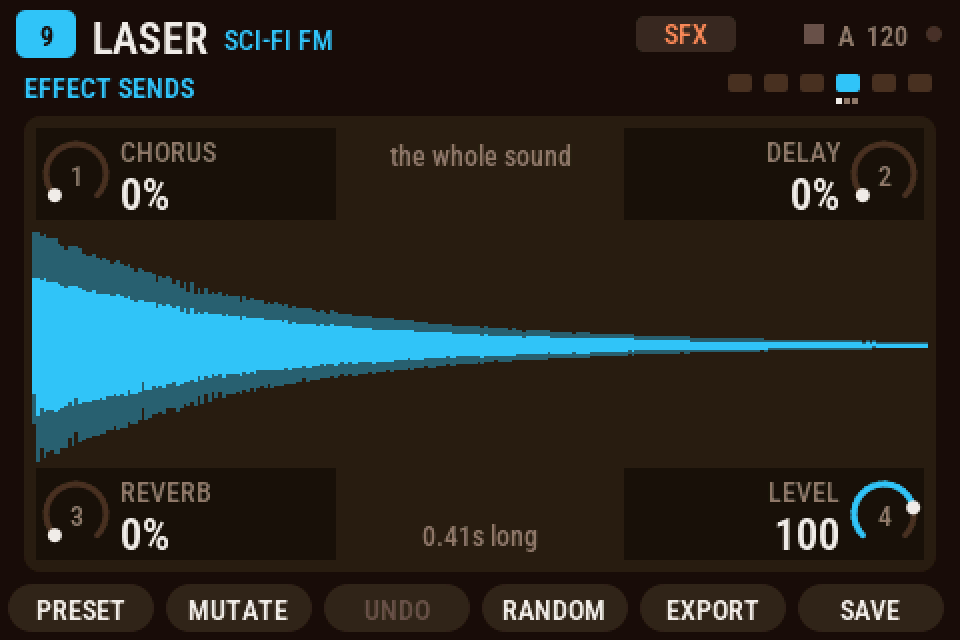 9 LASER SCI-FI FM SFX A 120
EFFECT SENDS
1 CHORUS 0%
the whole sound
DELAY 0% 2
3 REVERB 0%
0.41s long
LEVEL 100 4
PRESET MUTATE UNDO RANDOM EXPORT SAVE